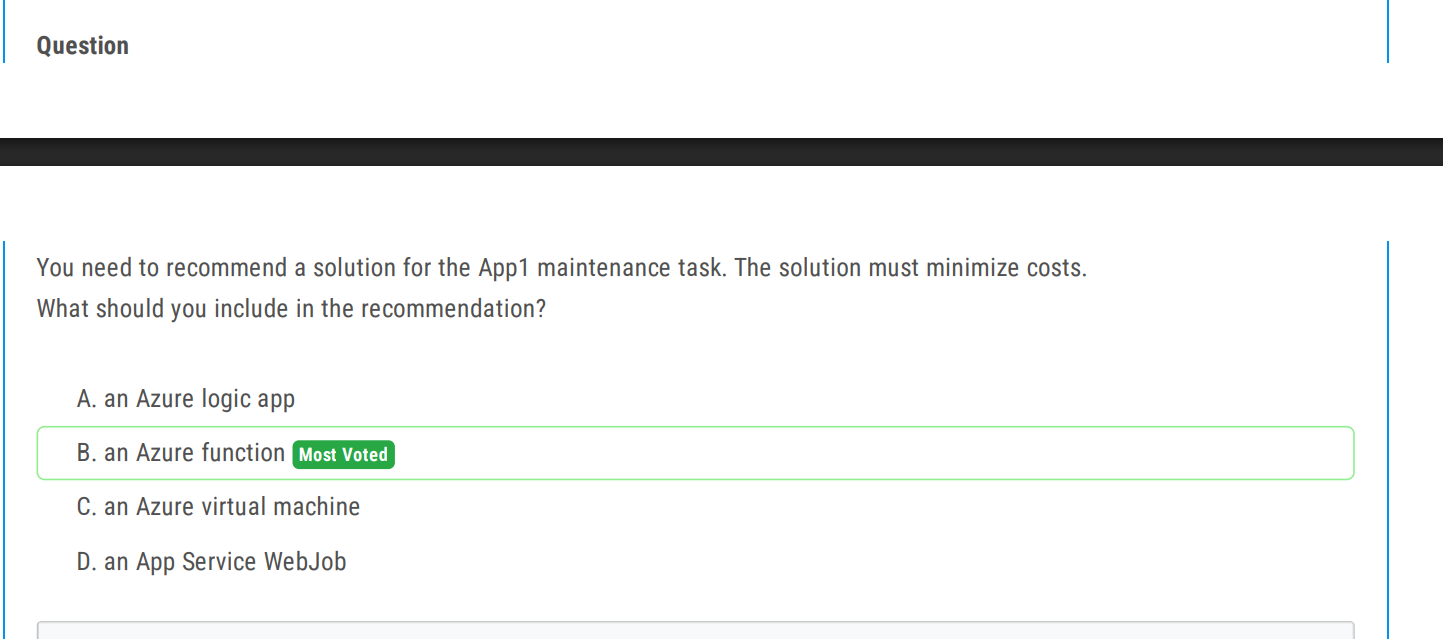 Question
You need to recommend a solution for the App1 maintenance task. The solution must minimize costs.
What should you include in the recommendation?
A. an Azure logic app
B. an Azure function Most Voted
C. an Azure virtual machine
D. an App Service WebJob